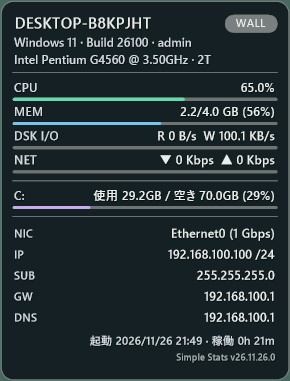 DESKTOP-B8KPJHT WALL
Windows 11 · Build 26100 · admin
Intel Pentium G4560 @ 3.50GHz · 2T
CPU 65.0%
MEM 2.2/4.0 GB (56%)
DSK I/O R 0 B/s W 100.1 KB/s
NET ▼ 0 Kbps ▲ 0 Kbps
C: 使用 29.2GB / 空き 70.0GB (29%)
NIC Ethernet0 (1 Gbps)
IP 192.168.100.100 /24
SUB 255.255.255.0
GW 192.168.100.1
DNS 192.168.100.1
起動 2026/11/26 21:49 · 稼働 0h 21m
Simple Stats v26.11.26.0